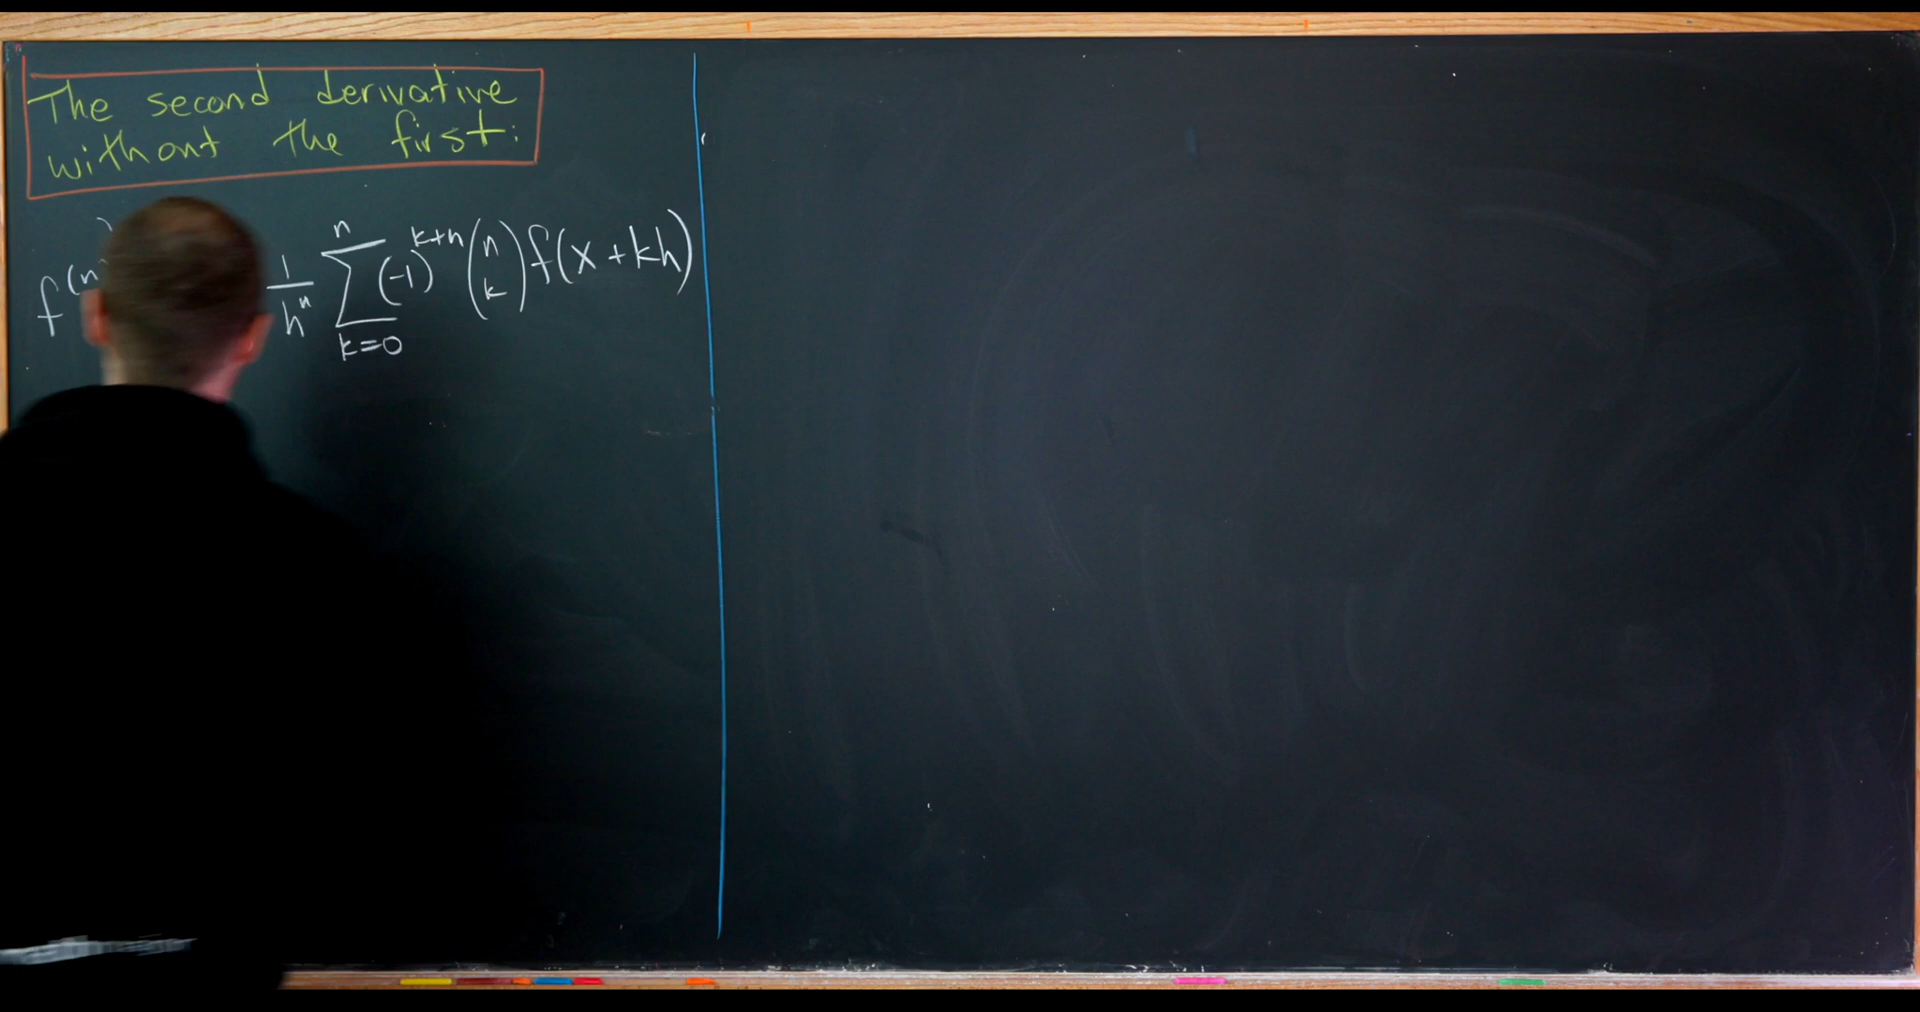 The second derivative
without the first:
f^(n) 1/h^n ∑_{k=0}^{n} (-1)^{k+n} (n k) f(x+kh)